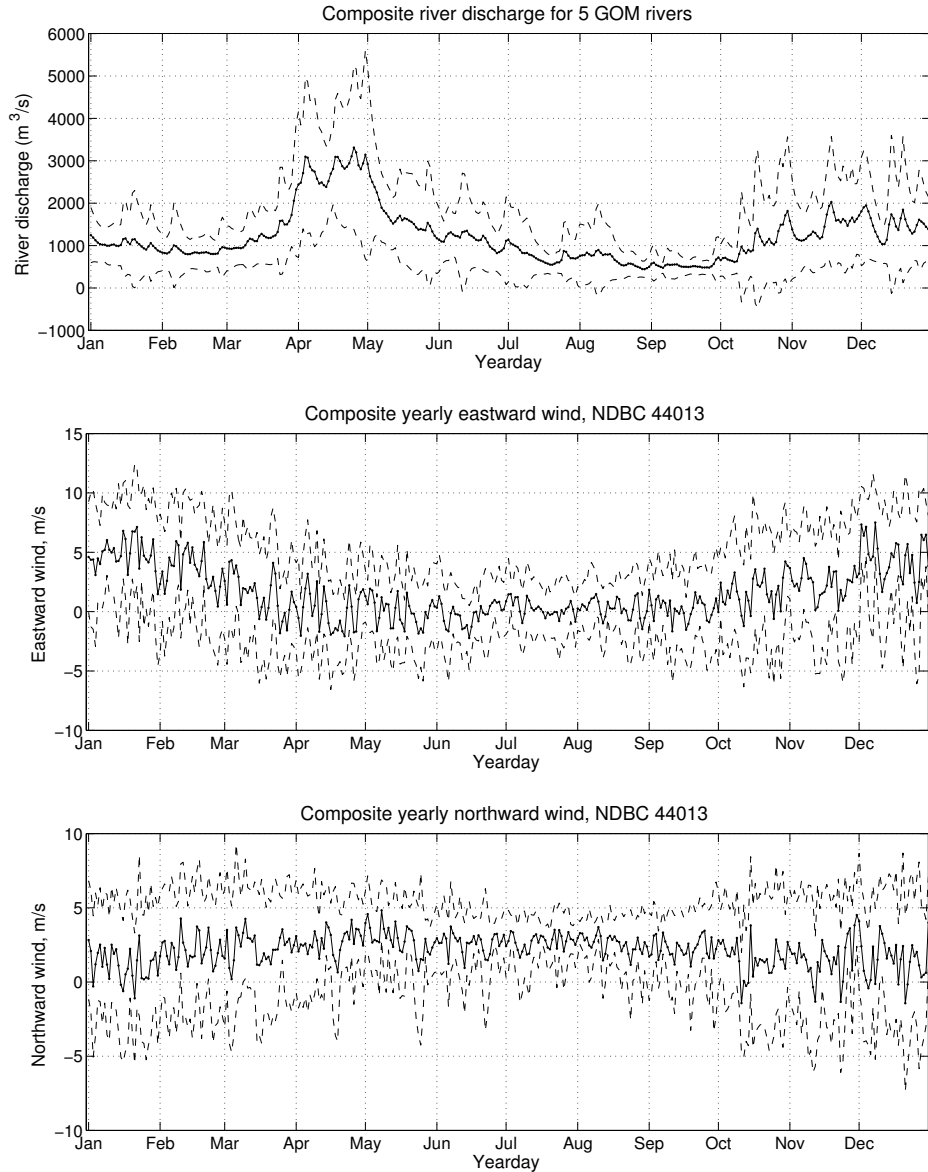 Composite river discharge for 5 GOM rivers
River discharge (m³/s)
6000
5000
4000
3000
2000
1000
0
−1000
Jan Feb Mar Apr May Jun Jul Aug Sep Oct Nov Dec
Yearday
Composite yearly eastward wind, NDBC 44013
Eastward wind, m/s
15
10
5
0
−5
−10
Jan Feb Mar Apr May Jun Jul Aug Sep Oct Nov Dec
Yearday
Composite yearly northward wind, NDBC 44013
Northward wind, m/s
10
5
0
−5
−10
Jan Feb Mar Apr May Jun Jul Aug Sep Oct Nov Dec
Yearday